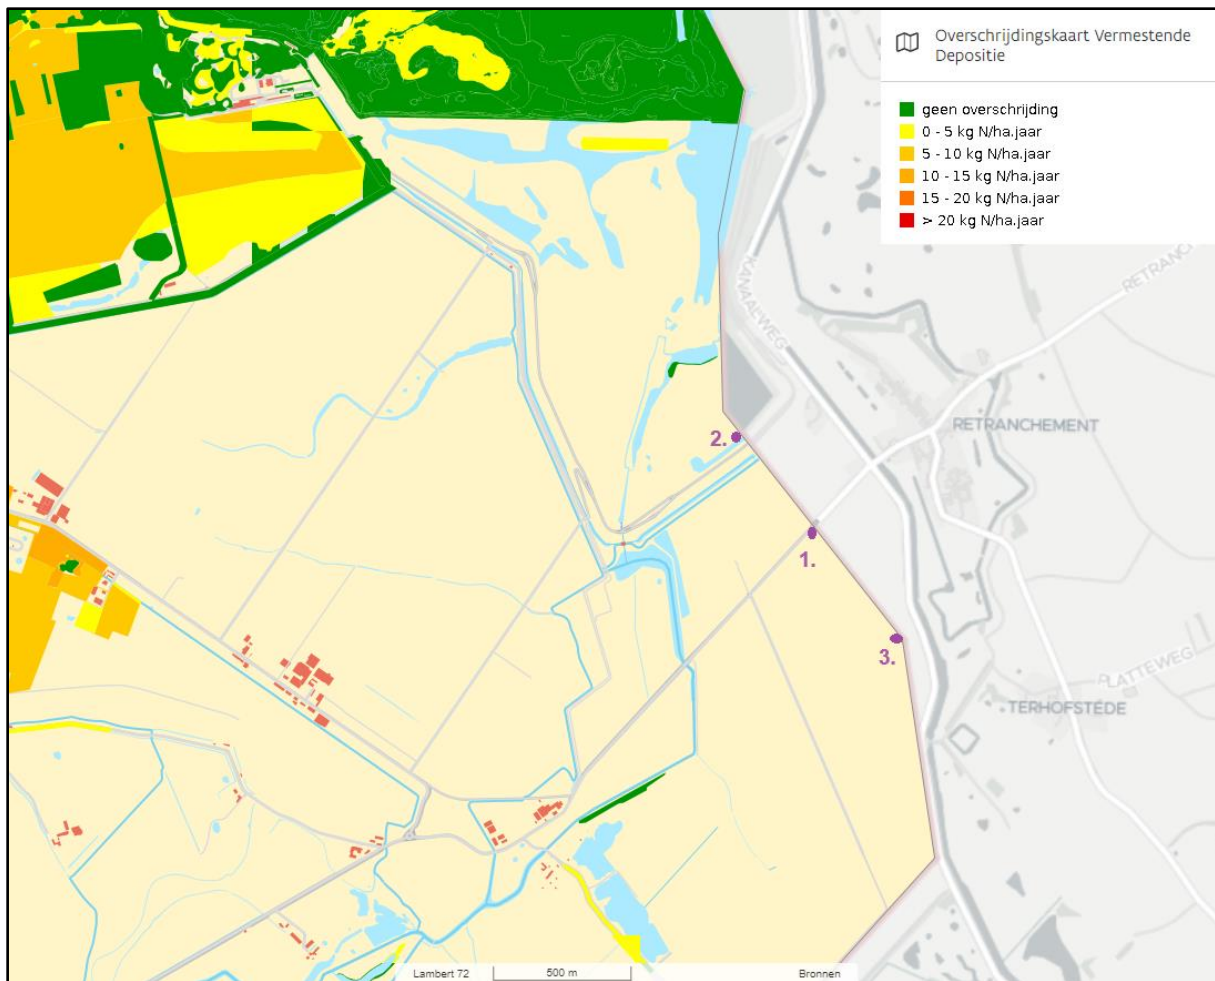 Overschrijdingskaart Vermestende
Depositie
geen overschrijding
0 - 5 kg N/ha.jaar
5 - 10 kg N/ha.jaar
10 - 15 kg N/ha.jaar
15 - 20 kg N/ha.jaar
> 20 kg N/ha.jaar
KANAALWEG
RETRANCHEMENT
2.
1.
3.
PLATTEWEG
TERHOFSTEDE
Lambert 72
500 m
Bronnen